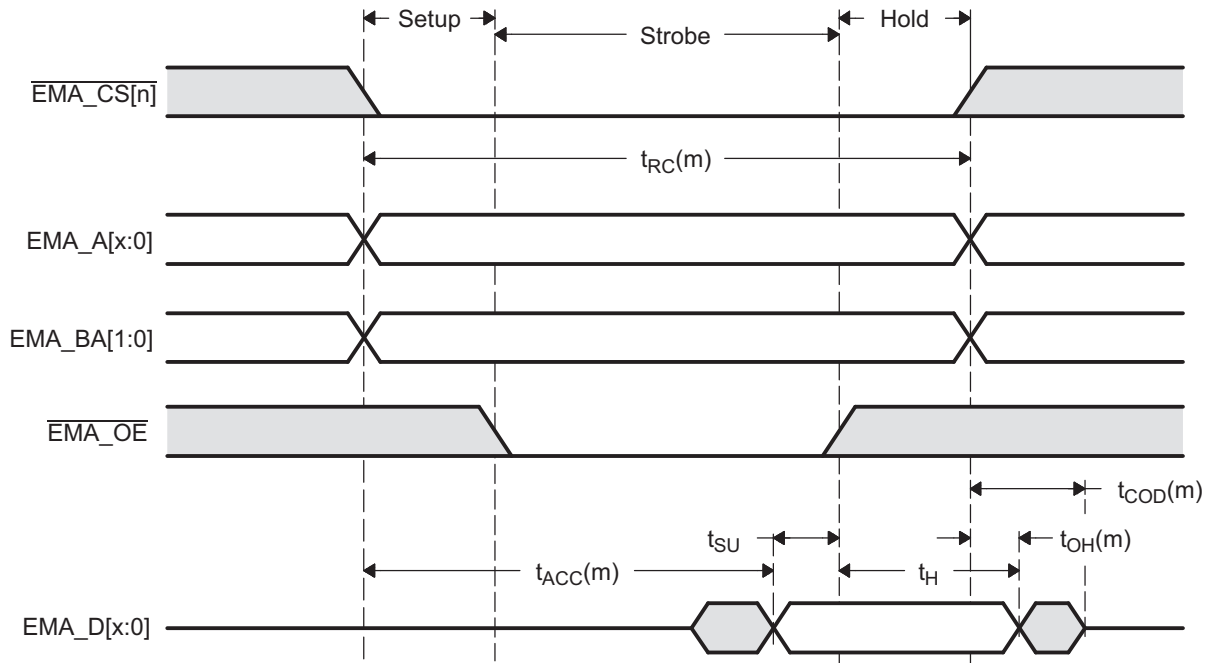 Setup
Hold
Strobe
EMA_CS[n]
tRC(m)
EMA_A[x:0]
EMA_BA[1:0]
EMA_OE
tCOD(m)
tSU
tOH(m)
tACC(m)
tH
EMA_D[x:0]